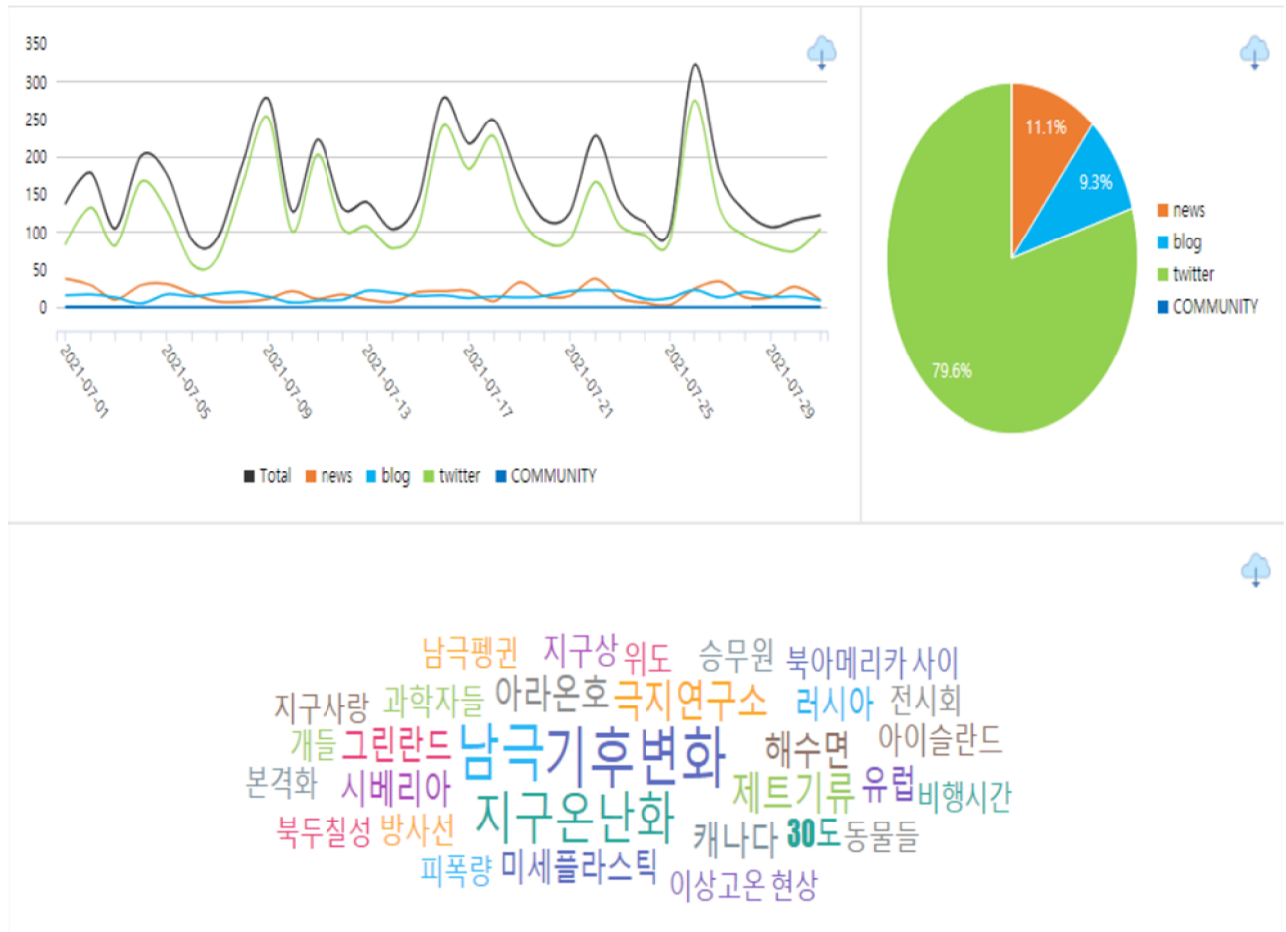 350
300
250
200
150
100
50
0
2021-07-01
2021-07-05
2021-07-09
2021-07-13
2021-07-17
2021-07-21
2021-07-25
2021-07-29
Total news blog twitter COMMUNITY
11.1%
9.3%
79.6%
news
blog
twitter
COMMUNITY
남극펭귄 지구상 위도 승무원 북아메리카 사이
지구사랑 과학자들 아라온호 극지연구소 러시아 전시회
개들 그린란드 남극 기후변화 해수면 아이슬란드
본격화 시베리아 지구온난화 제트기류 유럽 비행시간
북두칠성 방사선 캐나다 30도 동물들
피폭량 미세플라스틱 이상고온 현상